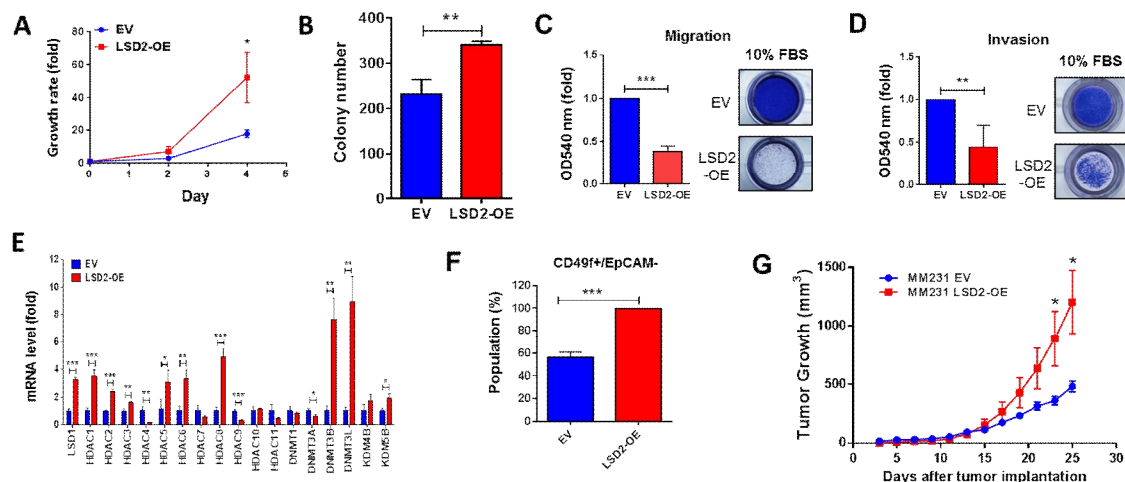 A
EV
LSD2-OE
Growth rate (fold)
80
60
40
20
0
*
0
2
4
6
Day
B
**
Colony number
400
300
200
100
0
EV
LSD2-OE
C
Migration
***
OD540 nm (fold)
1.5
1.0
0.5
0.0
EV
LSD2-OE
10% FBS
EV
LSD2
-OE
D
Invasion
**
OD540 nm (fold)
1.5
1.0
0.5
0.0
EV
LSD2-OE
10% FBS
EV
LSD2
-OE
E
EV
LSD2-OE
mRNA level (fold)
12
10
8
6
4
2
0
***
***
***
**
**
*
**
***
***
*
**
**
LSD1
HDAC1
HDAC2
HDAC3
HDAC4
HDAC5
HDAC6
HDAC7
HDAC8
HDAC9
HDAC10
HDAC11
DNMT1
DNMT3A
DNMT3B
DNMT3L
KDM4B
KDM5B
F
CD49f+/EpCAM-
***
Population (%)
120
100
80
60
40
20
0
EV
LSD2-OE
G
MM231 EV
MM231 LSD2-OE
Tumor Growth (mm3)
1500
1000
500
0
*
*
0
5
10
15
20
25
30
Days after tumor implantation